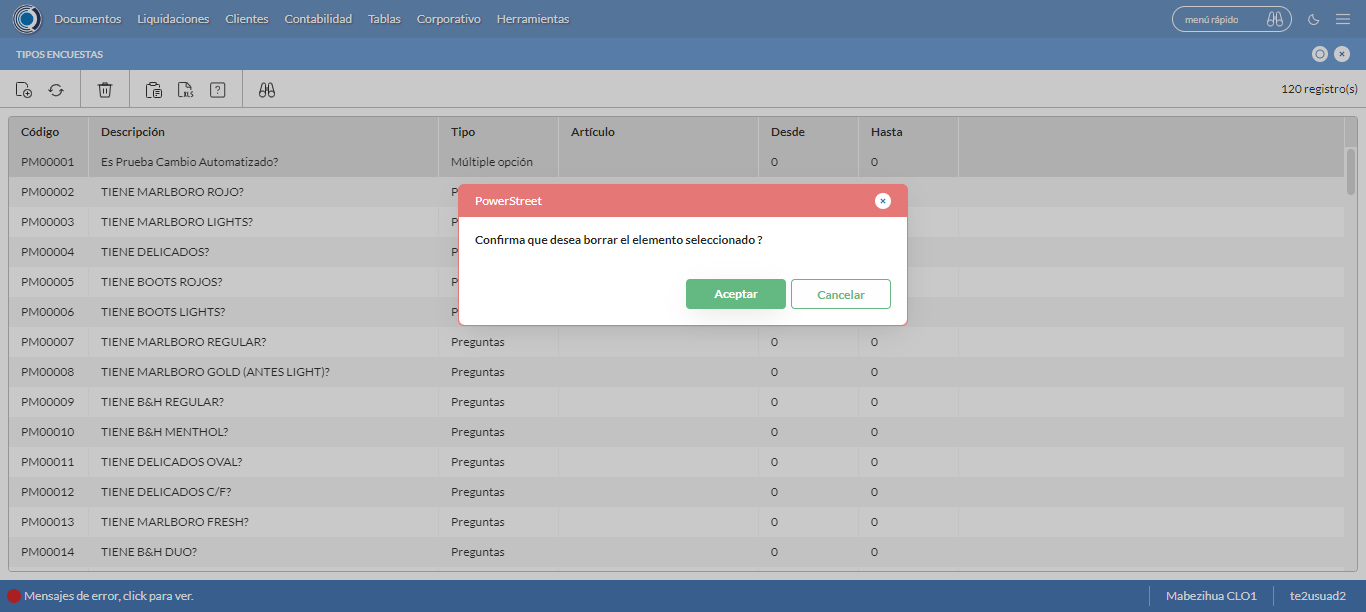 Documentos Liquidaciones Clientes Contabilidad Tablas Corporativo Herramientas menú rápido
TIPOS ENCUESTAS
XLS ? 120 registro(s)
Código Descripción Tipo Artículo Desde Hasta
PM00001 Es Prueba Cambio Automatizado? Múltiple opción 0 0
PM00002 TIENE MARLBORO ROJO? P
PM00003 TIENE MARLBORO LIGHTS? P
PM00004 TIENE DELICADOS? P
PM00005 TIENE BOOTS ROJOS? P
PM00006 TIENE BOOTS LIGHTS? P
PowerStreet
Confirma que desea borrar el elemento seleccionado ?
Aceptar Cancelar
PM00007 TIENE MARLBORO REGULAR? Preguntas 0 0
PM00008 TIENE MARLBORO GOLD (ANTES LIGHT)? Preguntas 0 0
PM00009 TIENE B&H REGULAR? Preguntas 0 0
PM00010 TIENE B&H MENTHOL? Preguntas 0 0
PM00011 TIENE DELICADOS OVAL? Preguntas 0 0
PM00012 TIENE DELICADOS C/F? Preguntas 0 0
PM00013 TIENE MARLBORO FRESH? Preguntas 0 0
PM00014 TIENE B&H DUO? Preguntas 0 0
Mensajes de error, click para ver. Mabezihua CLO1 te2usuad2